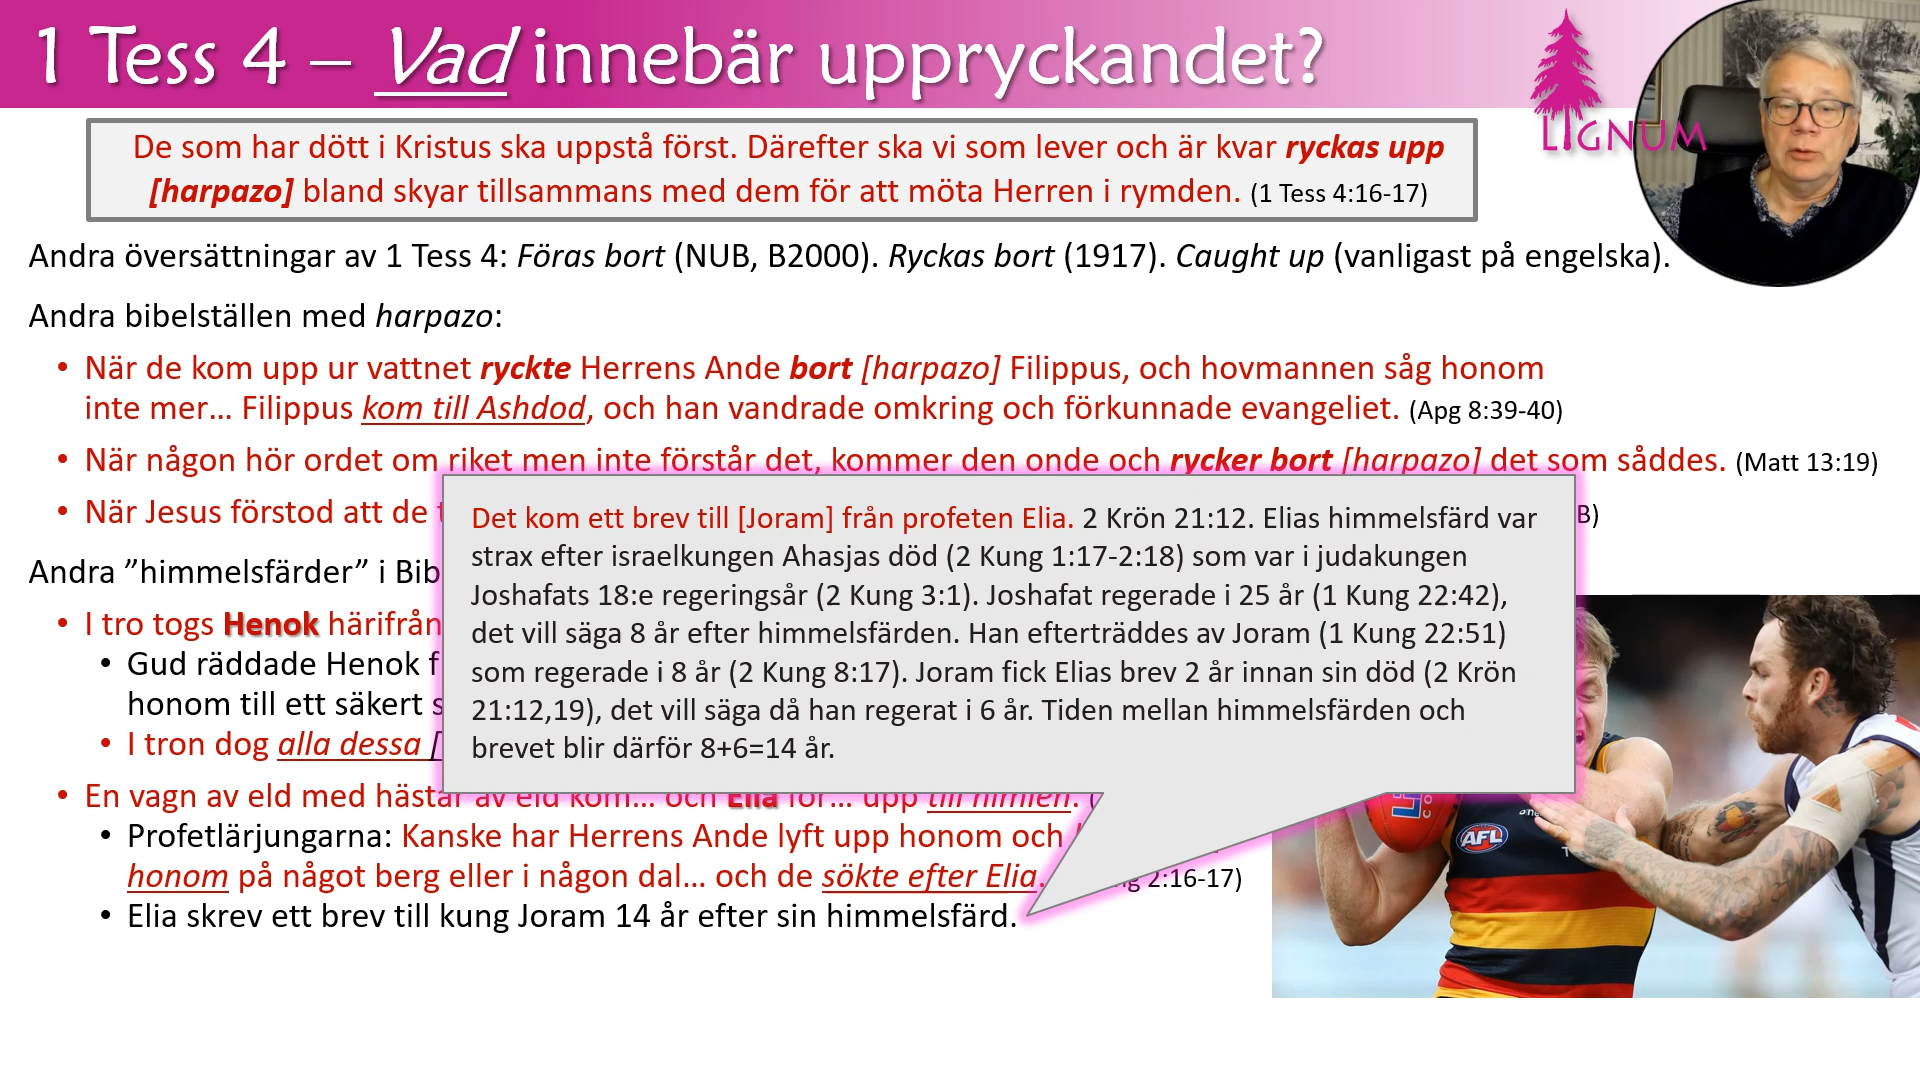 1 Tess 4 – Vad innebär uppryckandet?
LIGNUM
De som har dött i Kristus ska uppstå först. Därefter ska vi som lever och är kvar ryckas upp
[harpazo] bland skyar tillsammans med dem för att möta Herren i rymden. (1 Tess 4:16-17)
Andra översättningar av 1 Tess 4: Föras bort (NUB, B2000). Ryckas bort (1917). Caught up (vanligast på engelska).
Andra bibelställen med harpazo:
• När de kom upp ur vattnet ryckte Herrens Ande bort [harpazo] Filippus, och hovmannen såg honom
inte mer… Filippus kom till Ashdod, och han vandrade omkring och förkunnade evangeliet. (Apg 8:39-40)
• När någon hör ordet om riket men inte förstår det, kommer den onde och rycker bort [harpazo] det som såddes. (Matt 13:19)
• När Jesus förstod att de
B)
Andra ”himmelsfärder” i Bib
• I tro togs Henok härifrån
• Gud räddade Henok f
honom till ett säkert s
• I tron dog alla dessa [
Det kom ett brev till [Joram] från profeten Elia. 2 Krön 21:12. Elias himmelsfärd var
strax efter israelkungen Ahasjas död (2 Kung 1:17-2:18) som var i judakungen
Joshafats 18:e regeringsår (2 Kung 3:1). Joshafat regerade i 25 år (1 Kung 22:42),
det vill säga 8 år efter himmelsfärden. Han efterträddes av Joram (1 Kung 22:51)
som regerade i 8 år (2 Kung 8:17). Joram fick Elias brev 2 år innan sin död (2 Krön
21:12,19), det vill säga då han regerat i 6 år. Tiden mellan himmelsfärden och
brevet blir därför 8+6=14 år.
• En vagn av eld med hästar av eld kom… och Elia för… upp till himlen.
• Profetlärjungarna: Kanske har Herrens Ande lyft upp honom och
honom på något berg eller i någon dal… och de sökte efter Elia. 2:16-17)
• Elia skrev ett brev till kung Joram 14 år efter sin himmelsfärd.
AFL